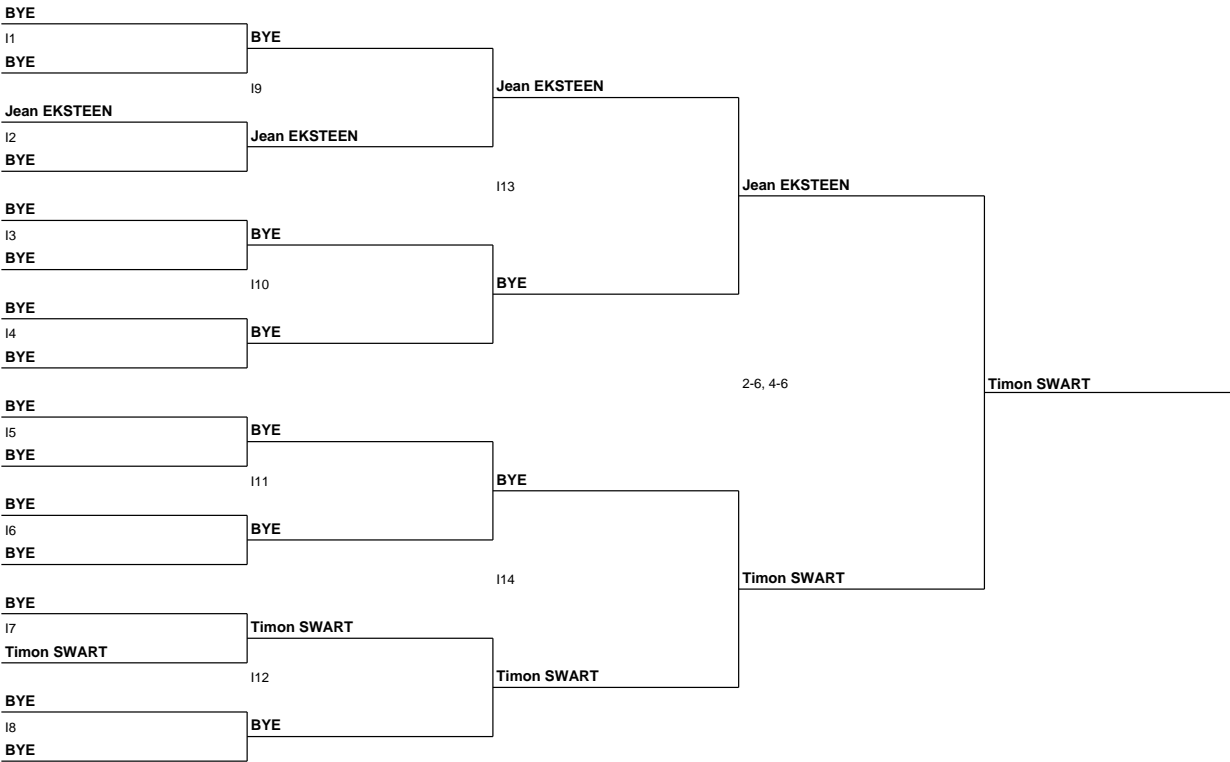 BYE
I1
BYE
BYE
I9
Jean EKSTEEN
Jean EKSTEEN
I2
Jean EKSTEEN
BYE
I13
Jean EKSTEEN
BYE
I3
BYE
BYE
I10
BYE
BYE
I4
BYE
BYE
2-6, 4-6
Timon SWART
BYE
I5
BYE
BYE
I11
BYE
BYE
I6
BYE
BYE
I14
Timon SWART
BYE
I7
Timon SWART
Timon SWART
I12
Timon SWART
BYE
I8
BYE
BYE